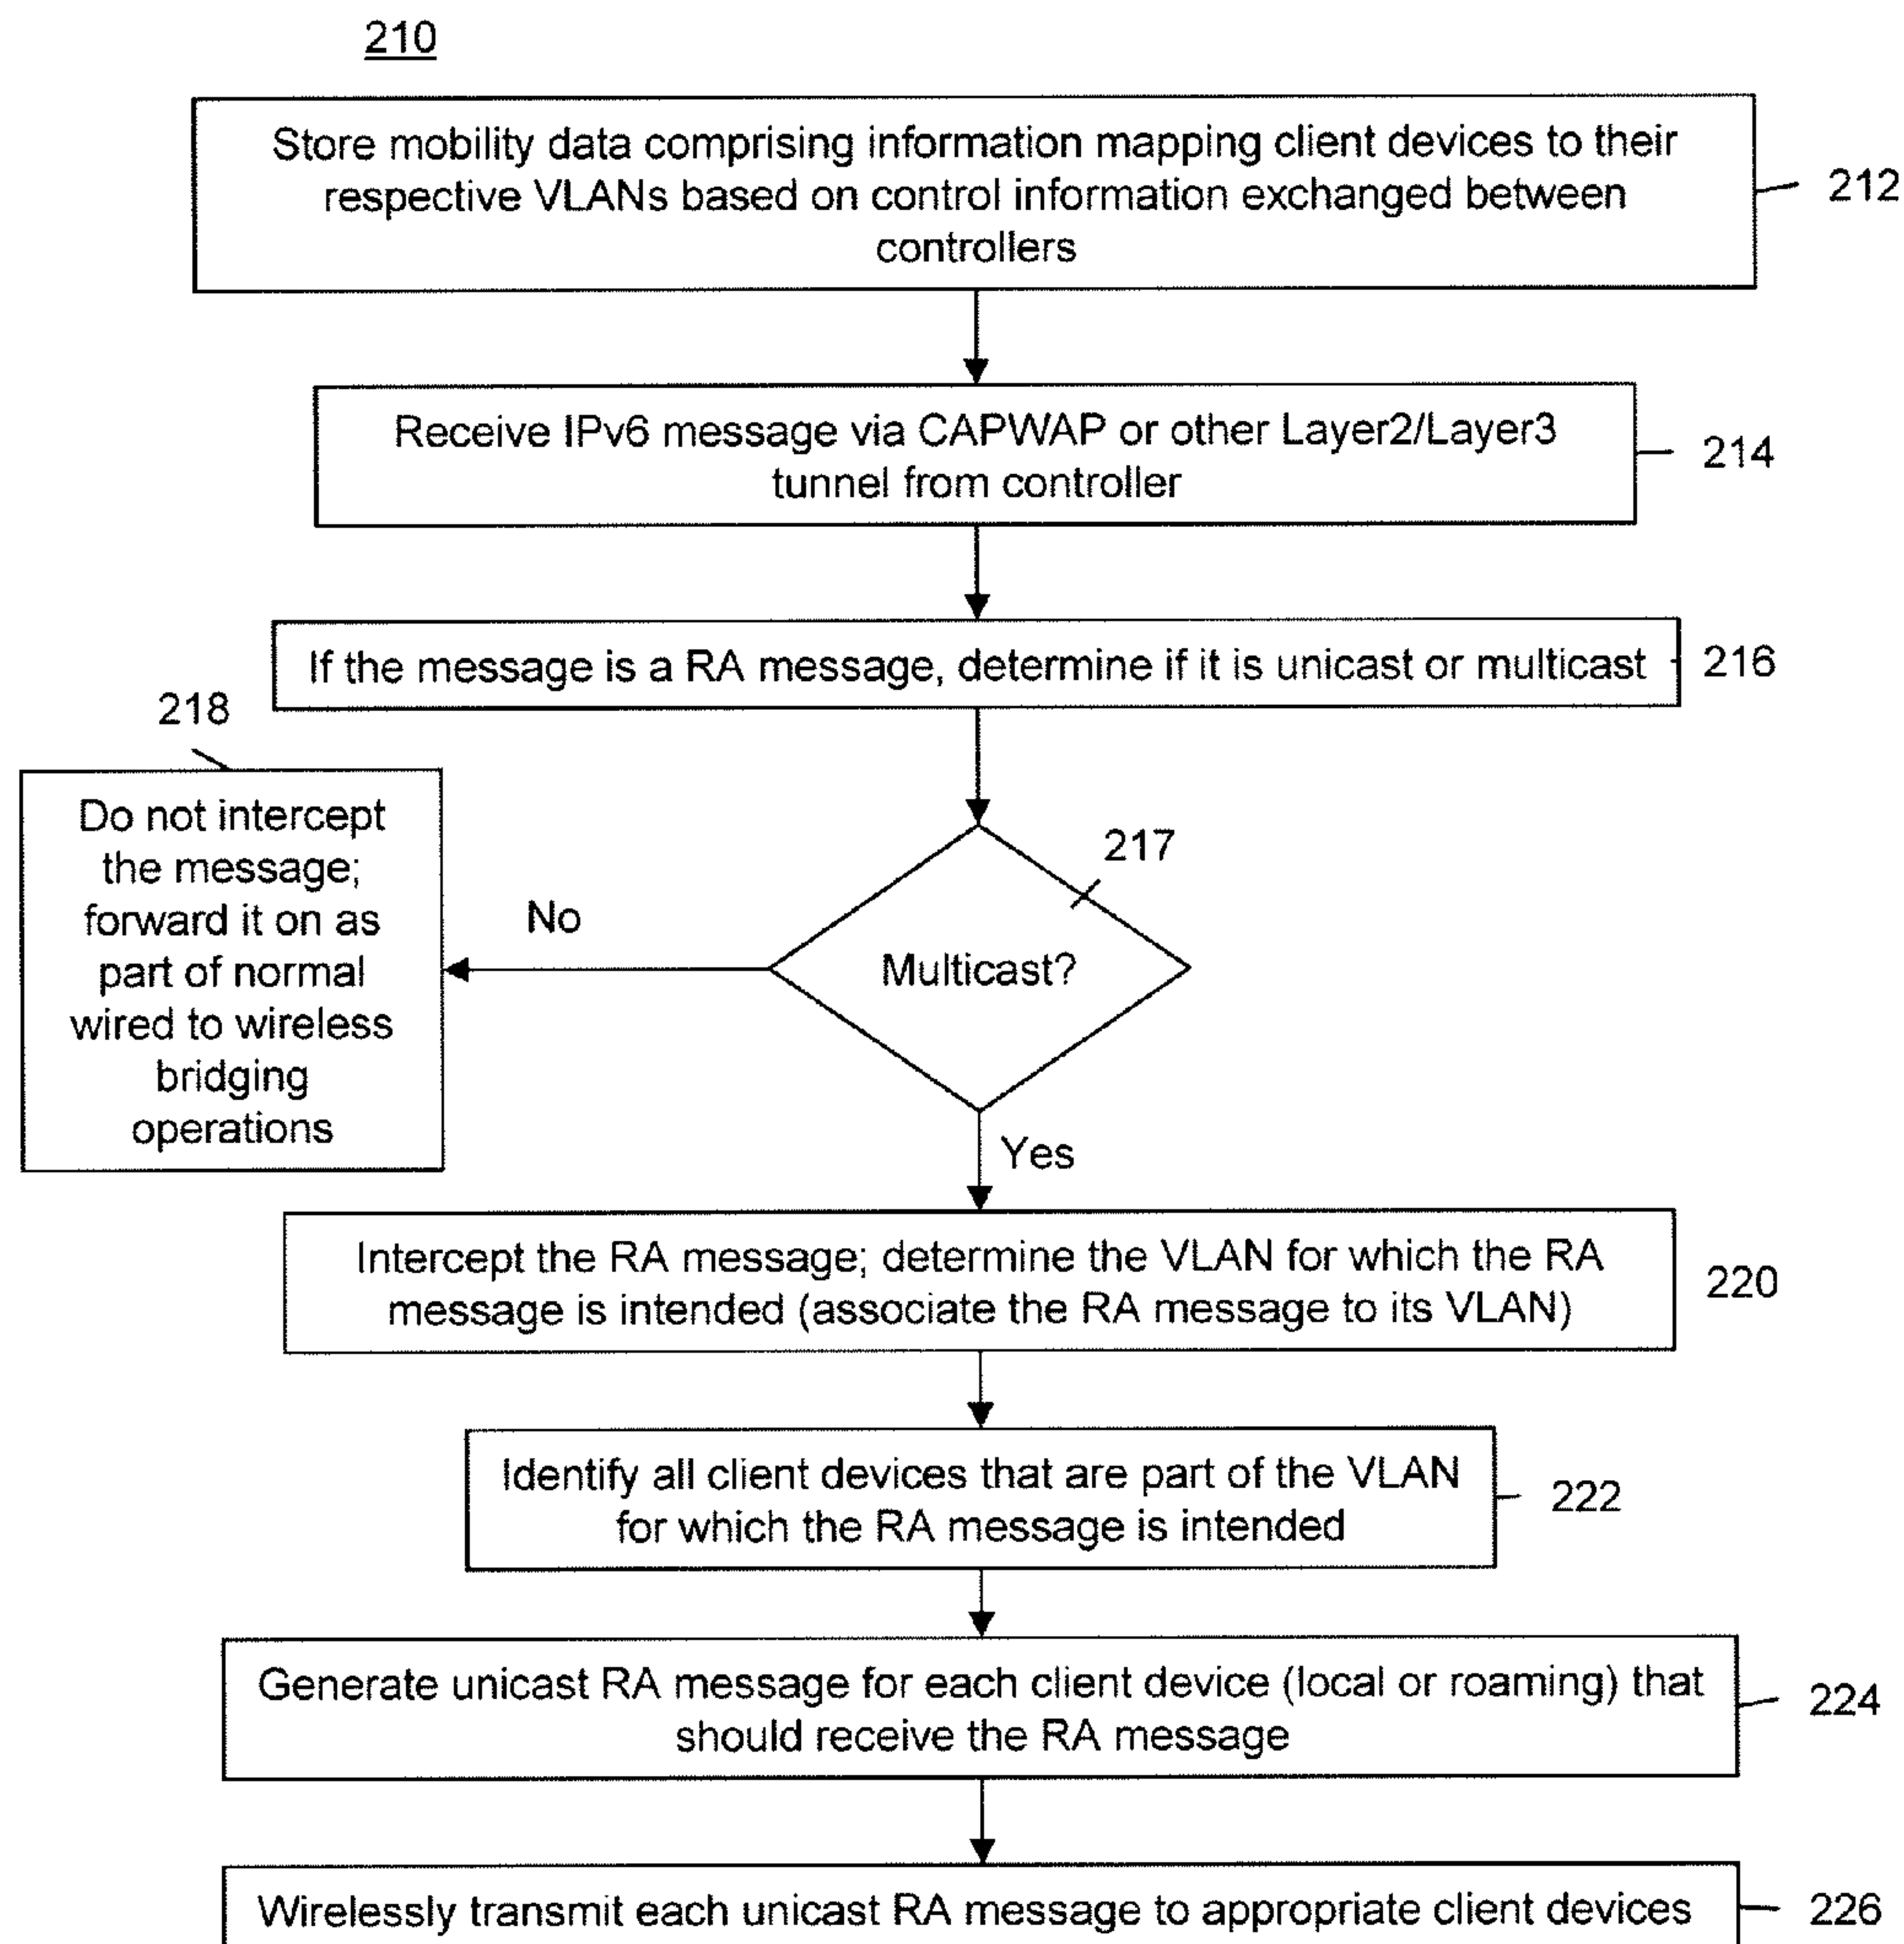 210
Store mobility data comprising information mapping client devices to their
respective VLANs based on control information exchanged between
controllers
212
Receive IPv6 message via CAPWAP or other Layer2/Layer3
tunnel from controller
214
If the message is a RA message, determine if it is unicast or multicast
216
218
Do not intercept
the message;
forward it on as
part of normal
wired to wireless
bridging
operations
No
217
Multicast?
Yes
Intercept the RA message; determine the VLAN for which the RA
message is intended (associate the RA message to its VLAN)
220
Identify all client devices that are part of the VLAN
for which the RA message is intended
222
Generate unicast RA message for each client device (local or roaming) that
should receive the RA message
224
Wirelessly transmit each unicast RA message to appropriate client devices
226